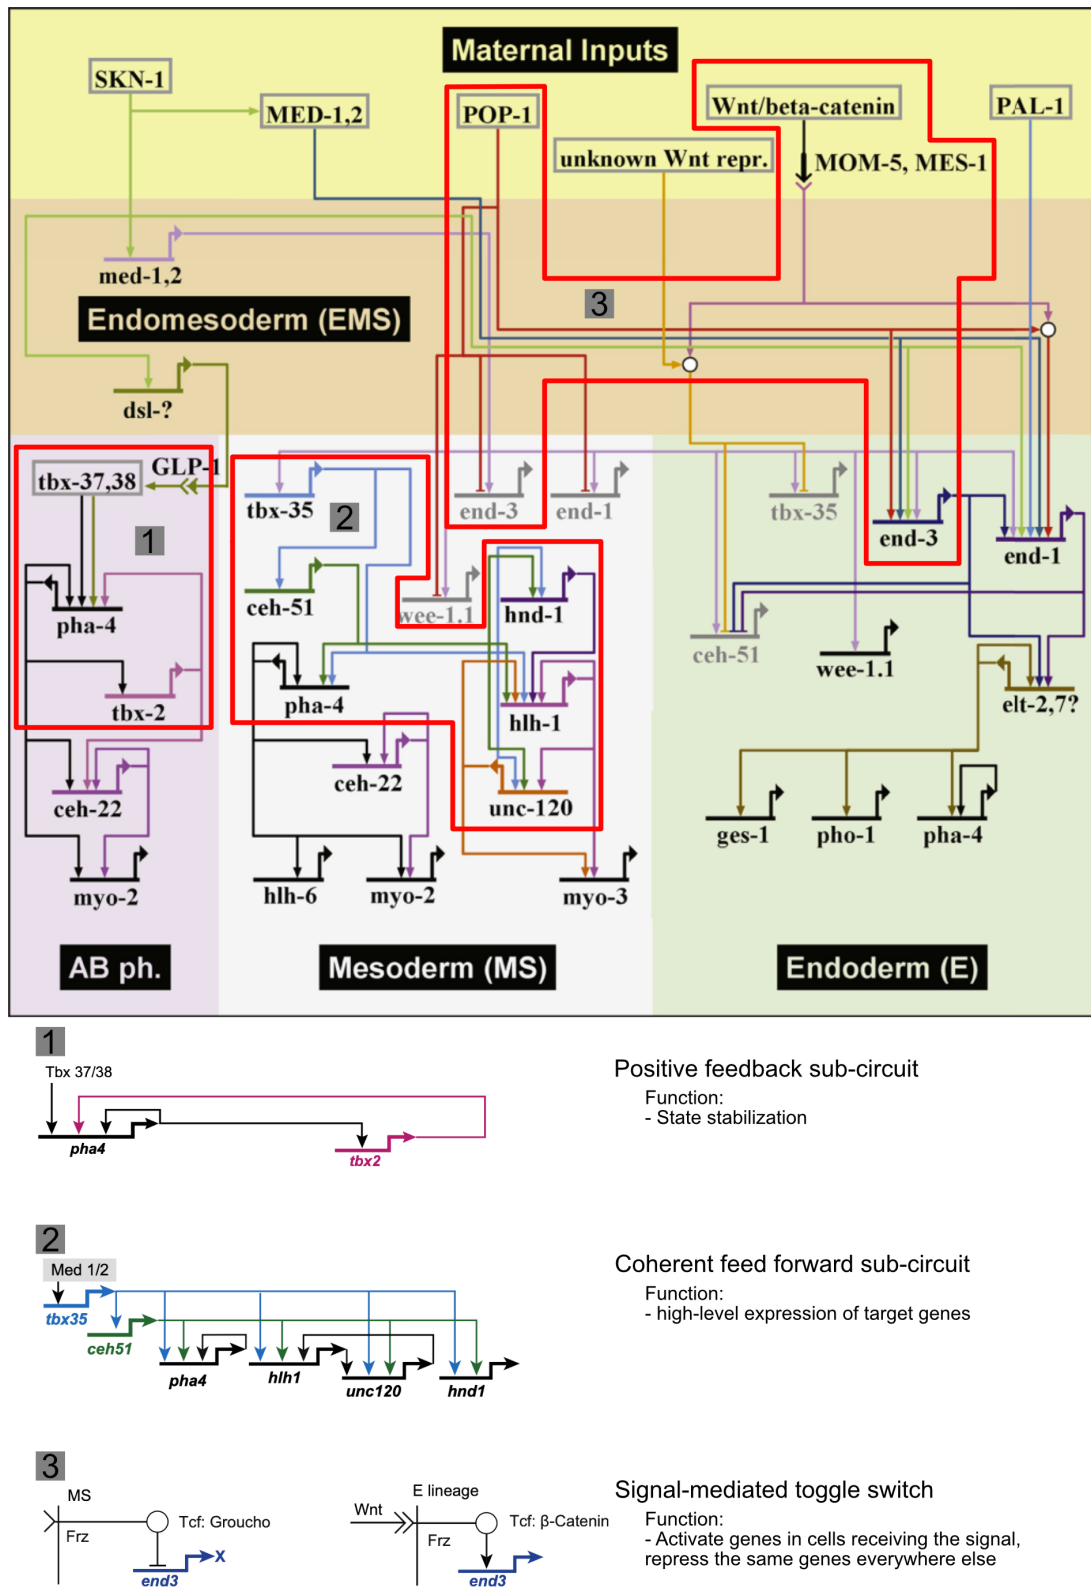 Maternal Inputs
SKN-1
MED-1,2
POP-1
Wnt/beta-catenin
PAL-1
unknown Wnt repr.
MOM-5, MES-1
med-1,2
Endomesoderm (EMS)
3
dsl-?
tbx-37,38
GLP-1
1
pha-4
tbx-2
ceh-22
myo-2
AB ph.
tbx-35
2
end-3
end-1
ceh-51
wee-1.1
hnd-1
pha-4
hlh-1
ceh-22
unc-120
hlh-6
myo-2
myo-3
Mesoderm (MS)
tbx-35
end-3
end-1
ceh-51
wee-1.1
elt-2,7?
ges-1
pho-1
pha-4
Endoderm (E)
1
Tbx 37/38
pha4
tbx2
Positive feedback sub-circuit
Function:
- State stabilization
2
Med 1/2
tbx35
ceh51
pha4
hlh1
unc120
hnd1
Coherent feed forward sub-circuit
Function:
- high-level expression of target genes
3
MS
Frz
Tcf: Groucho
X
end3
E lineage
Wnt
Frz
Tcf: β-Catenin
end3
Signal-mediated toggle switch
Function:
- Activate genes in cells receiving the signal,
repress the same genes everywhere else